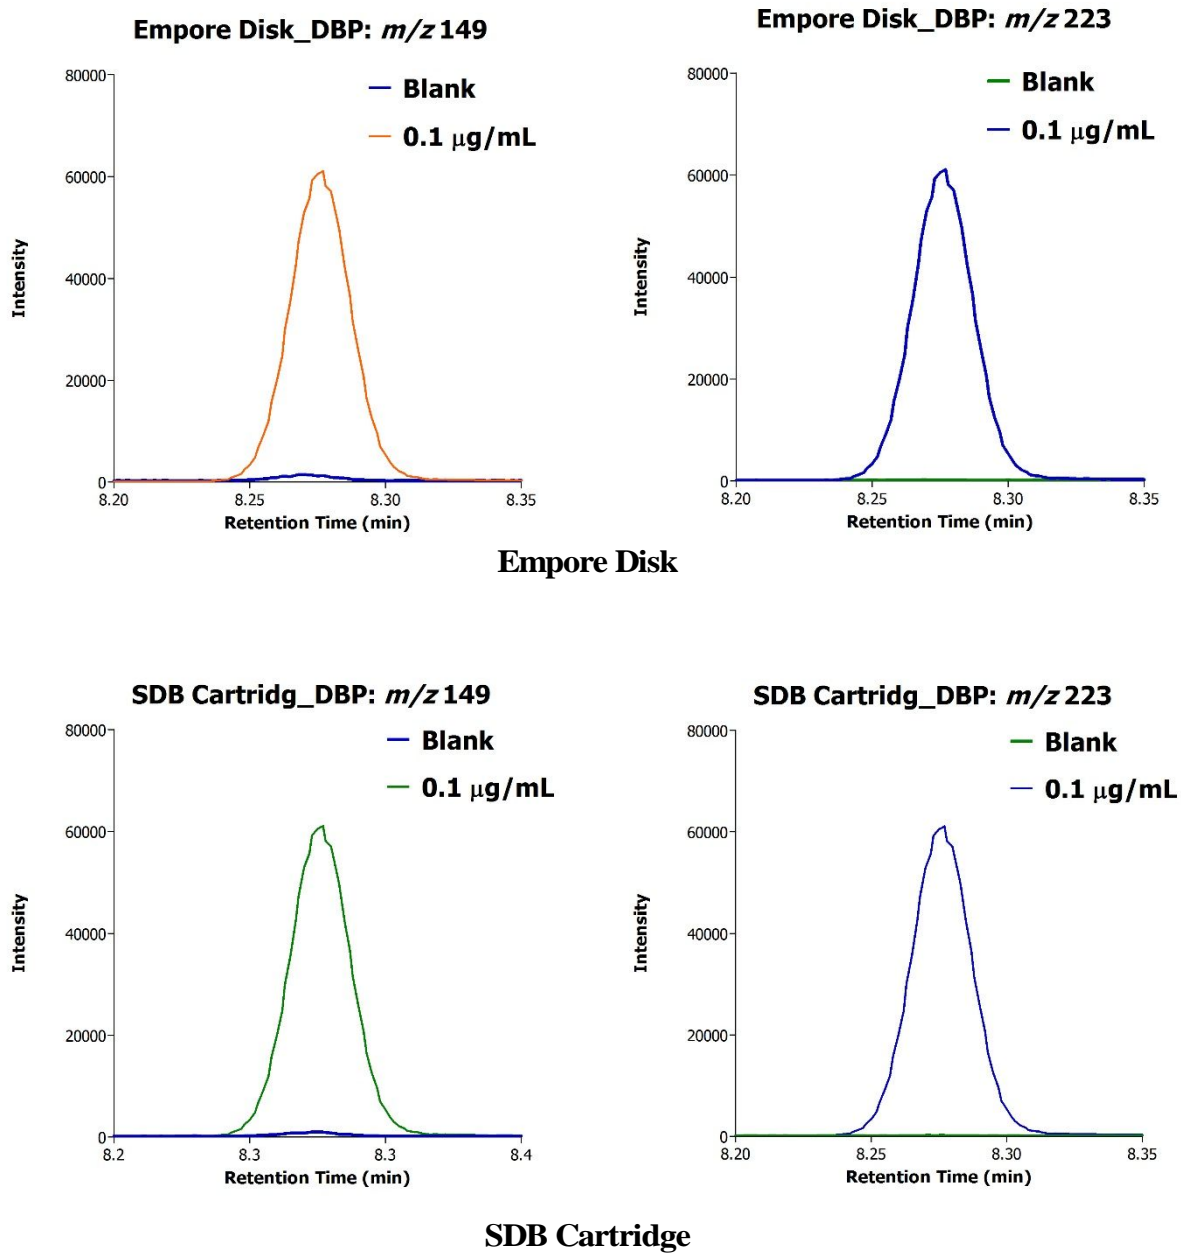 Empore Disk_DBP: m/z 149
Blank
0.1 μg/mL
80000
60000
40000
20000
0
Intensity
8.20
8.25
8.30
8.35
Retention Time (min)
Empore Disk_DBP: m/z 223
Blank
0.1 μg/mL
80000
60000
40000
20000
0
Intensity
8.20
8.25
8.30
8.35
Retention Time (min)
Empore Disk
SDB Cartridg_DBP: m/z 149
Blank
0.1 μg/mL
80000
60000
40000
20000
0
Intensity
8.2
8.3
8.3
8.4
Retention Time (min)
SDB Cartridg_DBP: m/z 223
Blank
0.1 μg/mL
80000
60000
40000
20000
0
Intensity
8.20
8.25
8.30
8.35
Retention Time (min)
SDB Cartridge